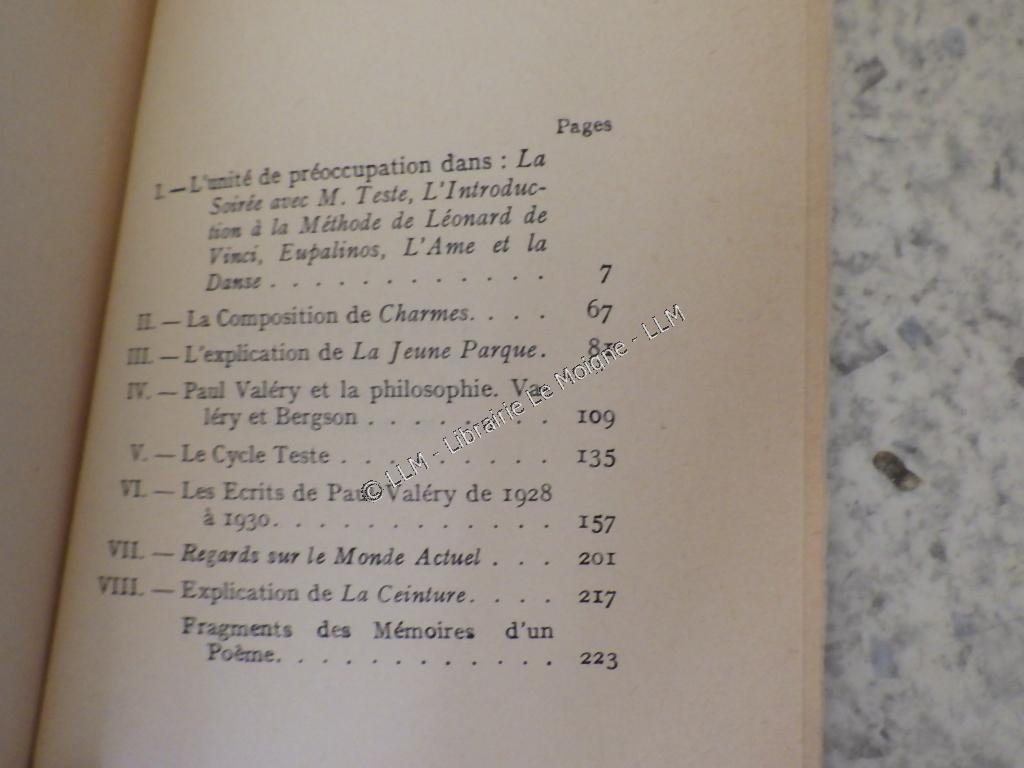 Pages
I. — L'unité de préoccupation dans : La
Soirée avec M. Teste, L'Introduc-
tion à la Méthode de Léonard de
Vinci, Eupalinos, L'Ame et la
Danse . . . . . . . . . . . . 7
II. — La Composition de Charmes. . . . 67
III. — L'explication de La Jeune Parque. 81
IV. — Paul Valéry et la philosophie. Va-
léry et Bergson . . . . . . . . 109
V. — Le Cycle Teste . . . . . . . . . 135
VI. — Les Ecrits de Paul Valéry de 1928
à 1930. . . . . . . . . . . . 157
VII. — Regards sur le Monde Actuel . . . 201
VIII. — Explication de La Ceinture. . . . 217
Fragments des Mémoires d'un
Poème. . . . . . . . . . . . 223
© LLM - Librairie Le Moigne - LLM